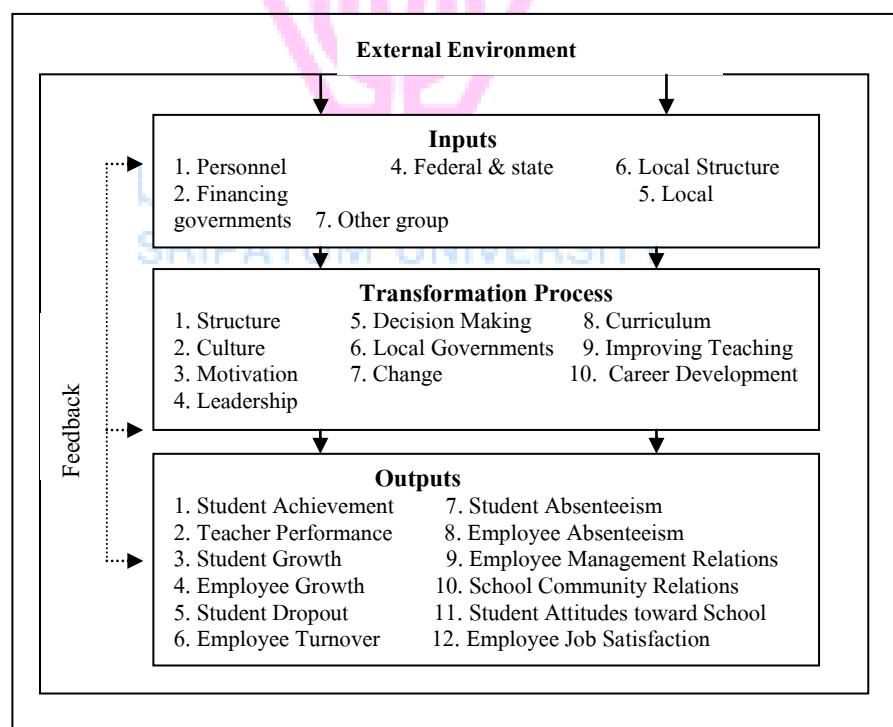 External Environment
Inputs
1. Personnel 4. Federal & state 6. Local Structure
2. Financing 5. Local
governments 7. Other group
SRIPATUM UNIVERSITY
Transformation Process
1. Structure 5. Decision Making 8. Curriculum
2. Culture 6. Local Governments 9. Improving Teaching
3. Motivation 7. Change 10. Career Development
4. Leadership
Feedback
Outputs
1. Student Achievement 7. Student Absenteeism
2. Teacher Performance 8. Employee Absenteeism
3. Student Growth 9. Employee Management Relations
4. Employee Growth 10. School Community Relations
5. Student Dropout 11. Student Attitudes toward School
6. Employee Turnover 12. Employee Job Satisfaction